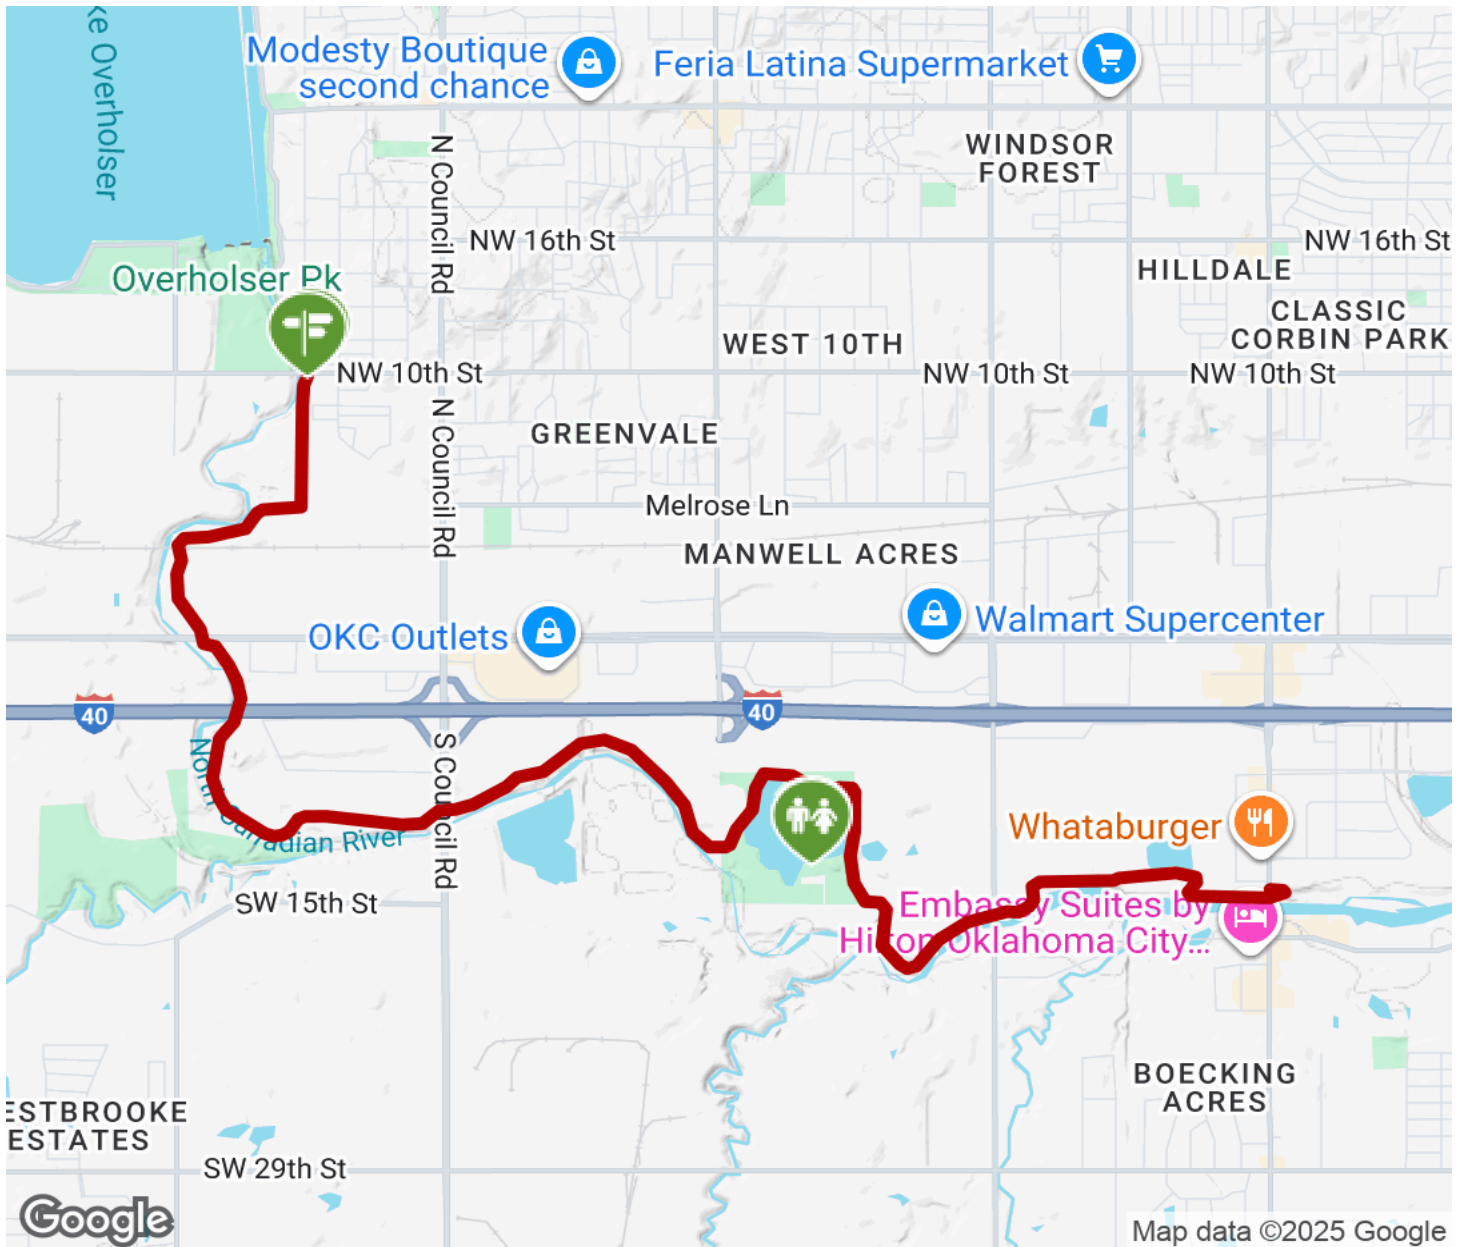 ke Overholser
Modesty Boutique
second chance
Feria Latina Supermarket
N Council Rd
WINDSOR
FOREST
NW 16th St
NW 16th St
HILLDALE
Overholser Pk
CLASSIC
CORBIN PARK
WEST 10TH
NW 10th St
NW 10th St
NW 10th St
N Council Rd
GREENVALE
Melrose Ln
MANWELL ACRES
OKC Outlets
Walmart Supercenter
40
40
S Council Rd
North Canadian River
Whataburger
SW 15th St
Embassy Suites by
Hilton Oklahoma City...
BOECKING
ACRES
ESTBROOKE
ESTATES
SW 29th St
Google
Map data ©2025 Google